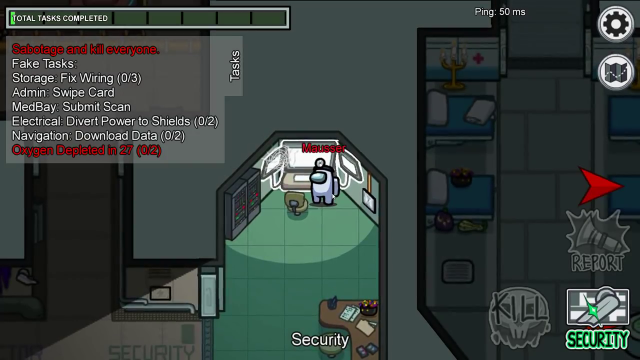 TOTAL TASKS COMPLETED
Ping: 50 ms
Sabotage and kill everyone.
Fake Tasks:
Storage: Fix Wiring (0/3)
Admin: Swipe Card
MedBay: Submit Scan
Electrical: Divert Power to Shields (0/2)
Navigation: Download Data (0/2)
Oxygen Depleted in 27 (0/2)
Tasks
Mausser
REPORT
KILL
SECURITY
Security
SECURITY